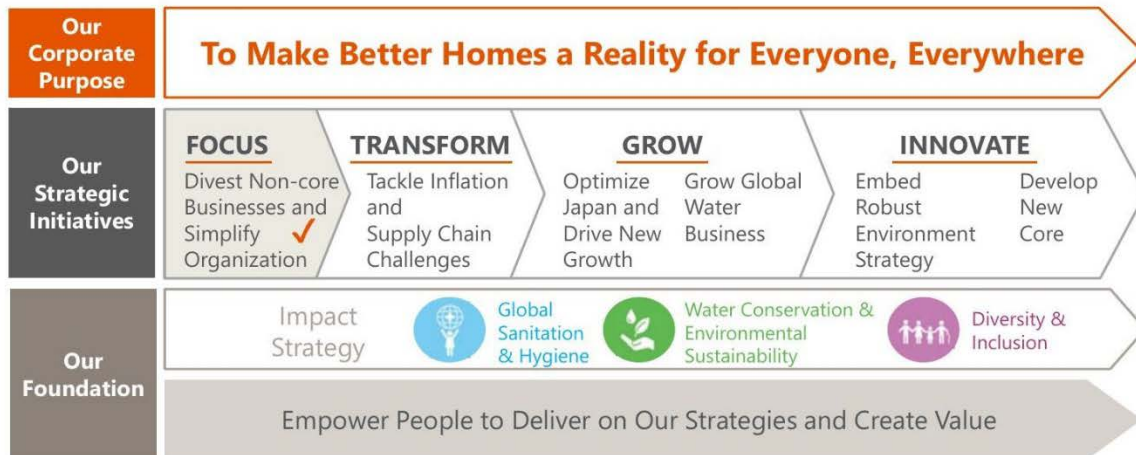 Our
Corporate
Purpose
To Make Better Homes a Reality for Everyone, Everywhere
Our
Strategic
Initiatives
FOCUS
Divest Non-core
Businesses and
Simplify ✓
Organization
TRANSFORM
Tackle Inflation
and
Supply Chain
Challenges
GROW
Optimize
Japan and
Drive New
Growth
Grow Global
Water
Business
INNOVATE
Embed
Robust
Environment
Strategy
Develop
New
Core
Our
Foundation
Impact
Strategy
Global
Sanitation
& Hygiene
Water Conservation &
Environmental
Sustainability
Diversity &
Inclusion
Empower People to Deliver on Our Strategies and Create Value